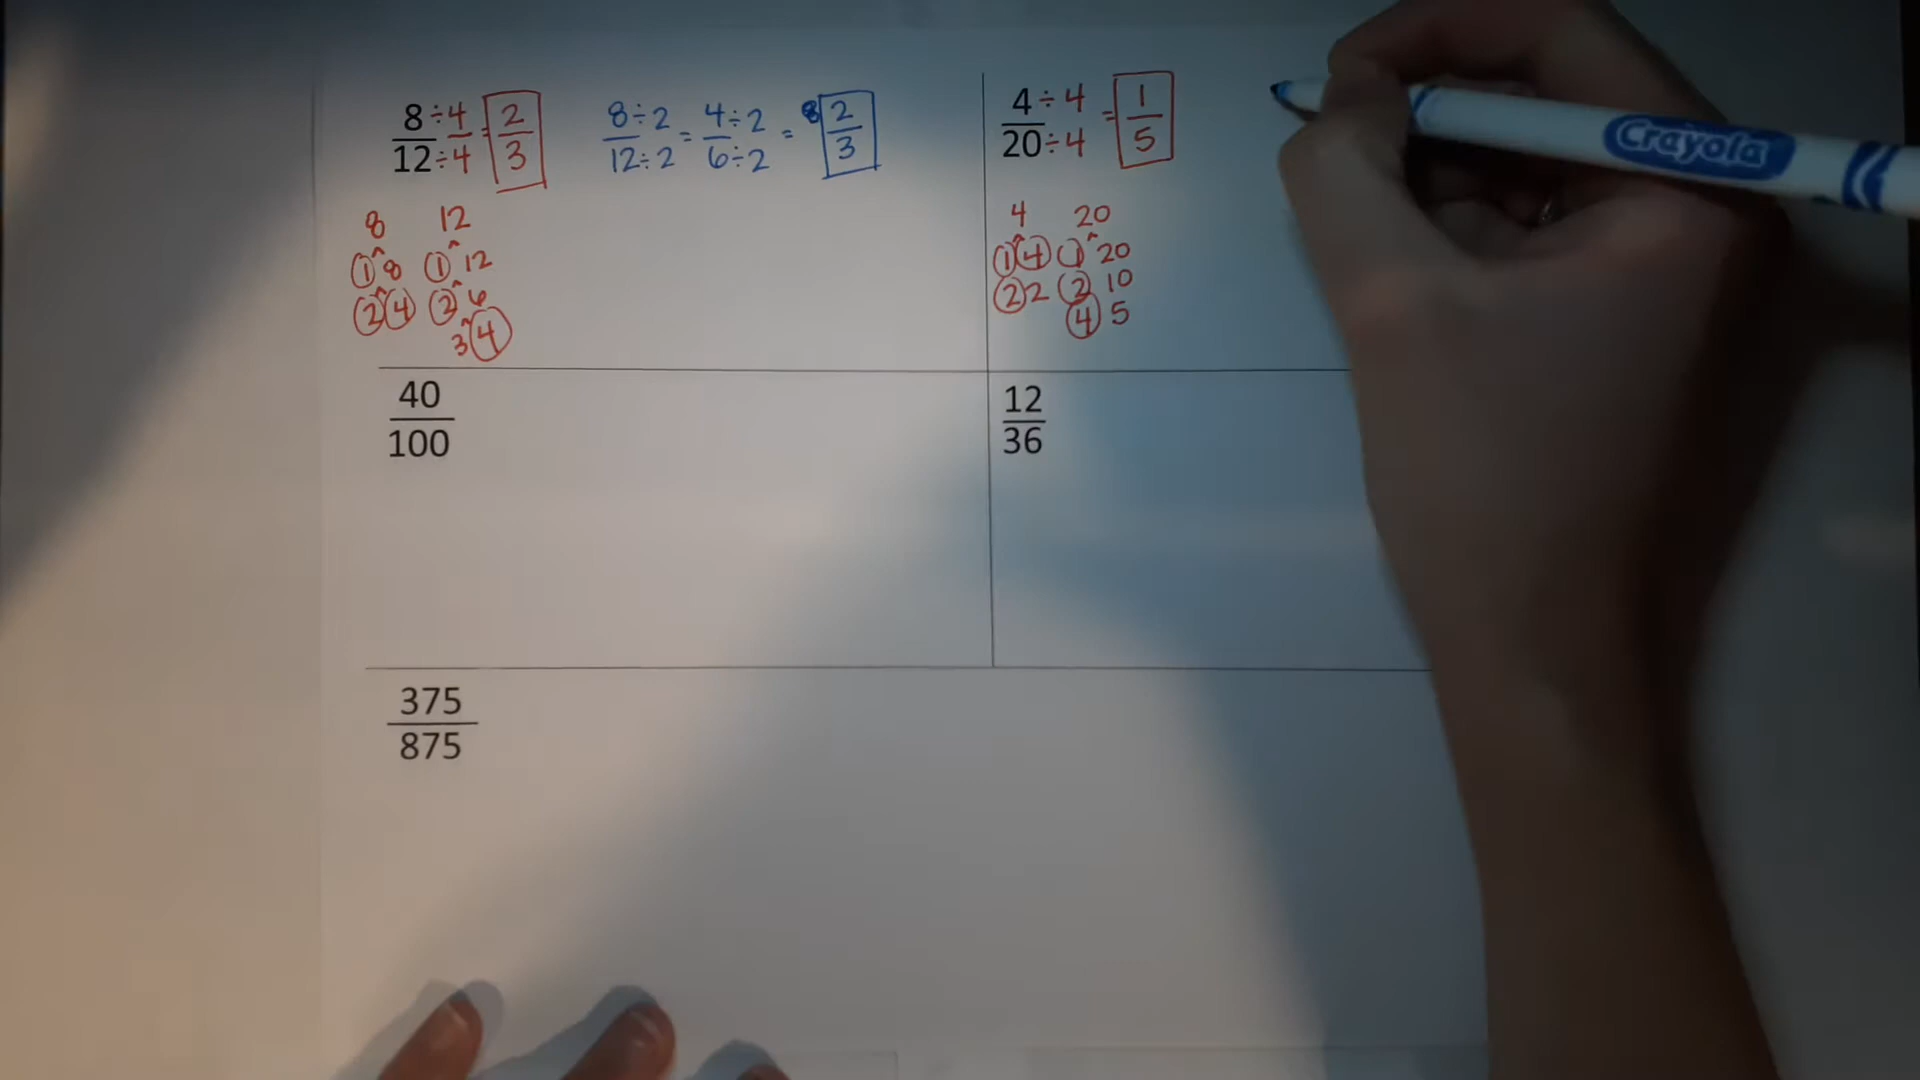 8 ÷ 4 / 12 ÷ 4 = 2/3
8 ÷ 2 / 12 ÷ 2 = 4 ÷ 2 / 6 ÷ 2 = 8 2/3
8 12
1 8 1 12
2 4 2 6
3 4
4 ÷ 4 / 20 ÷ 4 = 1/5
4 20
1 4 1 20
2 2 2 10
4 5
40/100
12/36
375/875
Crayola